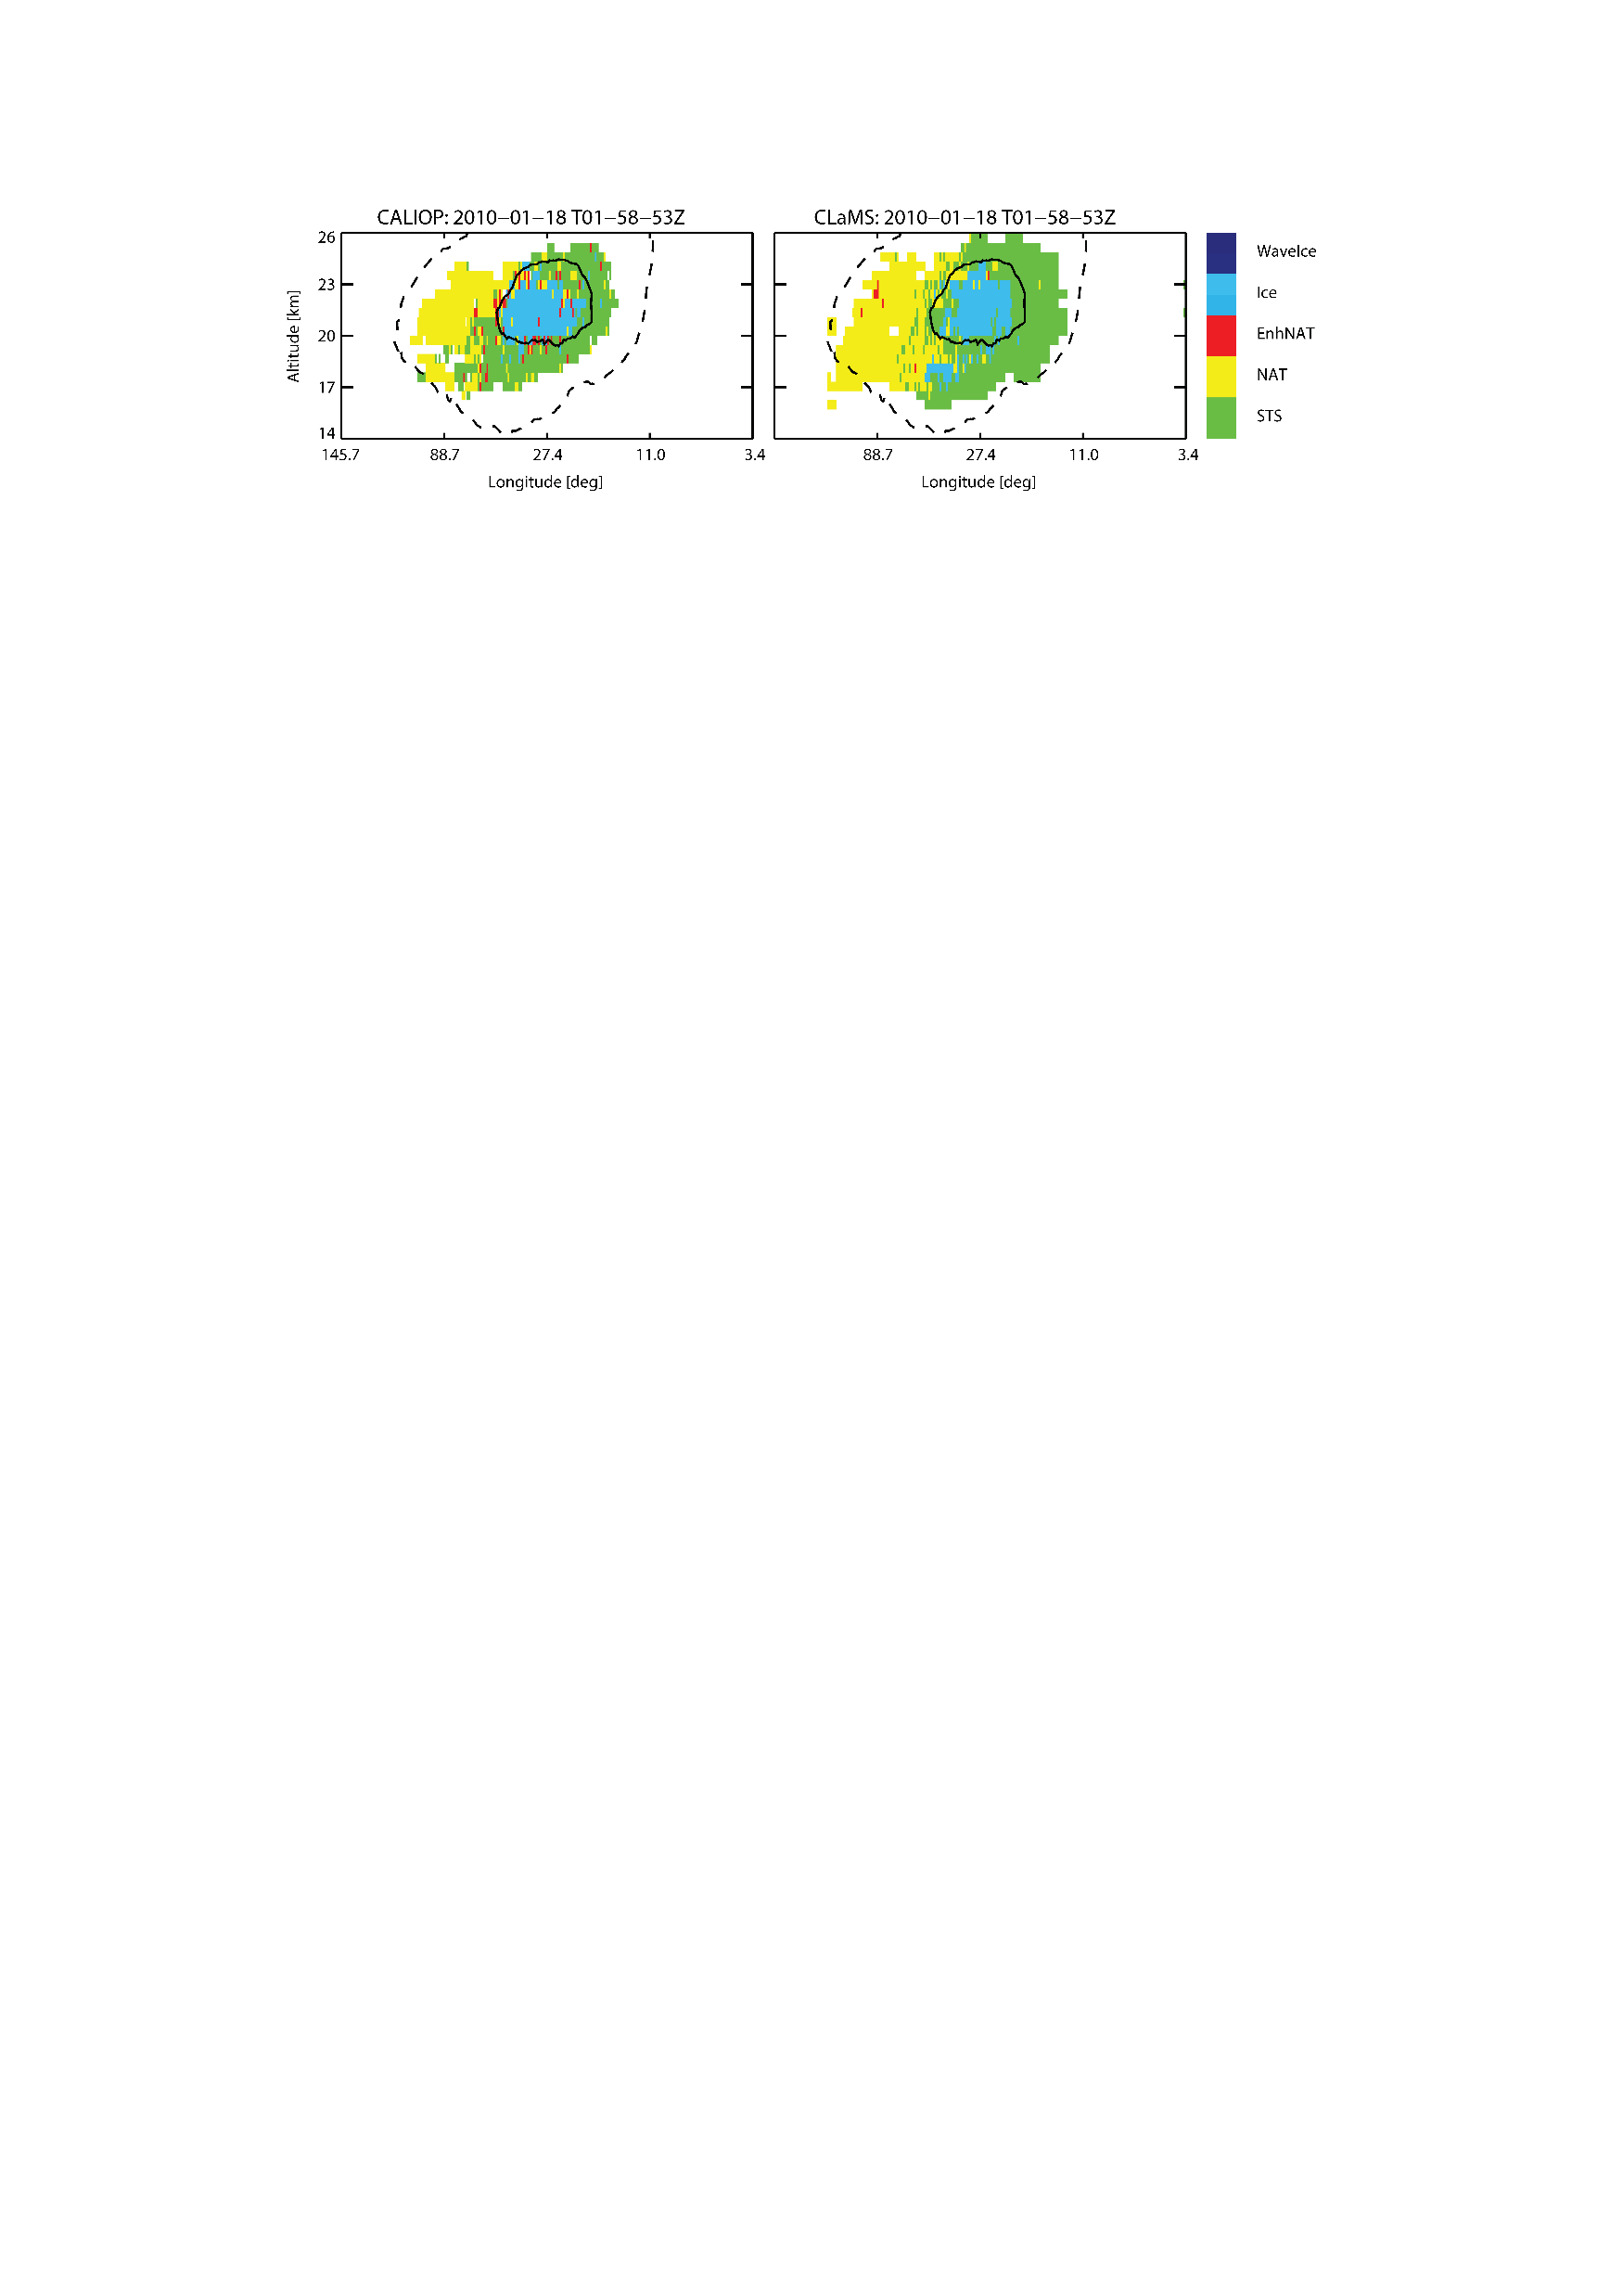 CALIOP: 2010−01−18 T01−58−53Z
CLaMS: 2010−01−18 T01−58−53Z
Altitude [km]
26
23
20
17
14
145.7 88.7 27.4 11.0 3.4
Longitude [deg]
88.7 27.4 11.0 3.4
Longitude [deg]
WaveIce
Ice
EnhNAT
NAT
STS